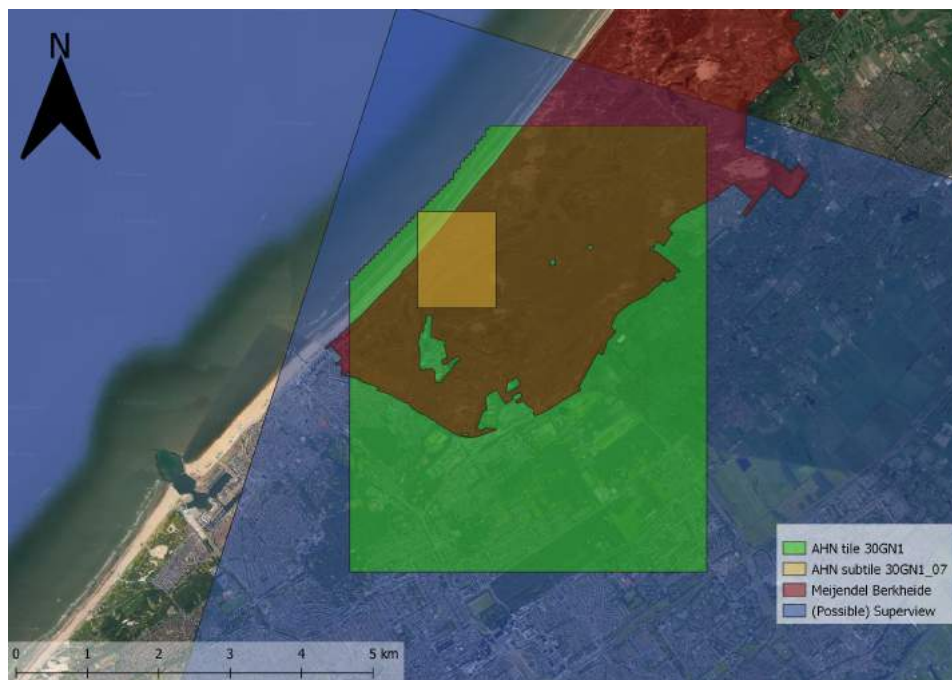 N
AHN tile 30GN1
AHN subtile 30GN1_07
Meijendel Berkheide
(Possible) Superview
0 1 2 3 4 5 km